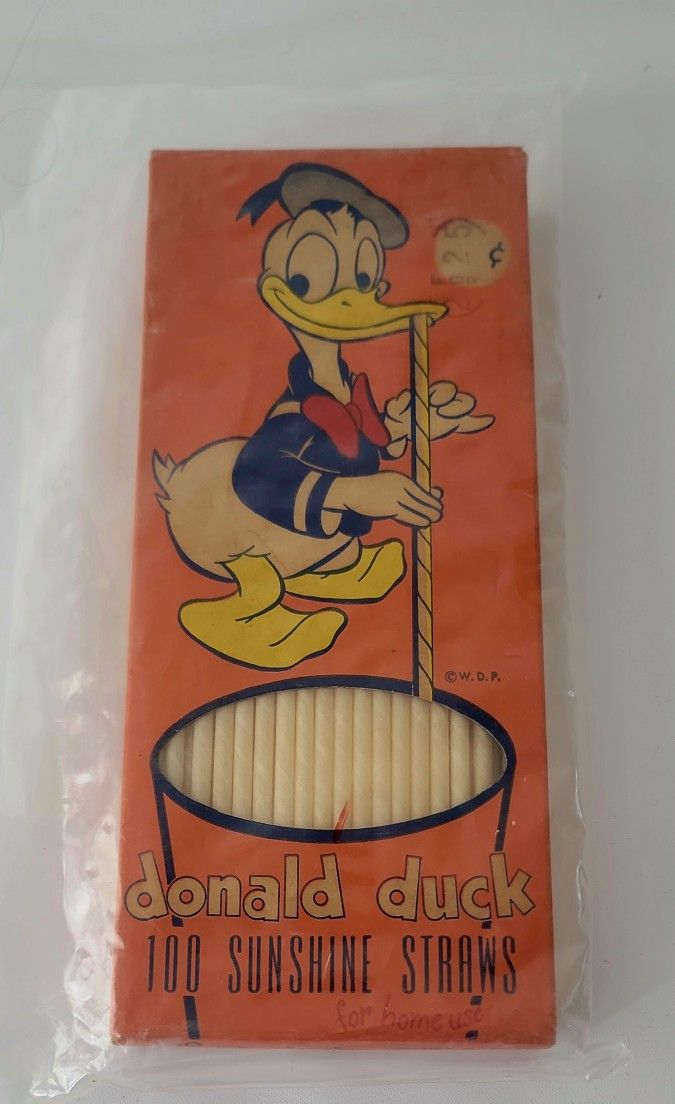 25¢
©W.D.P.
donald duck
100 SUNSHINE STRAWS
for home use